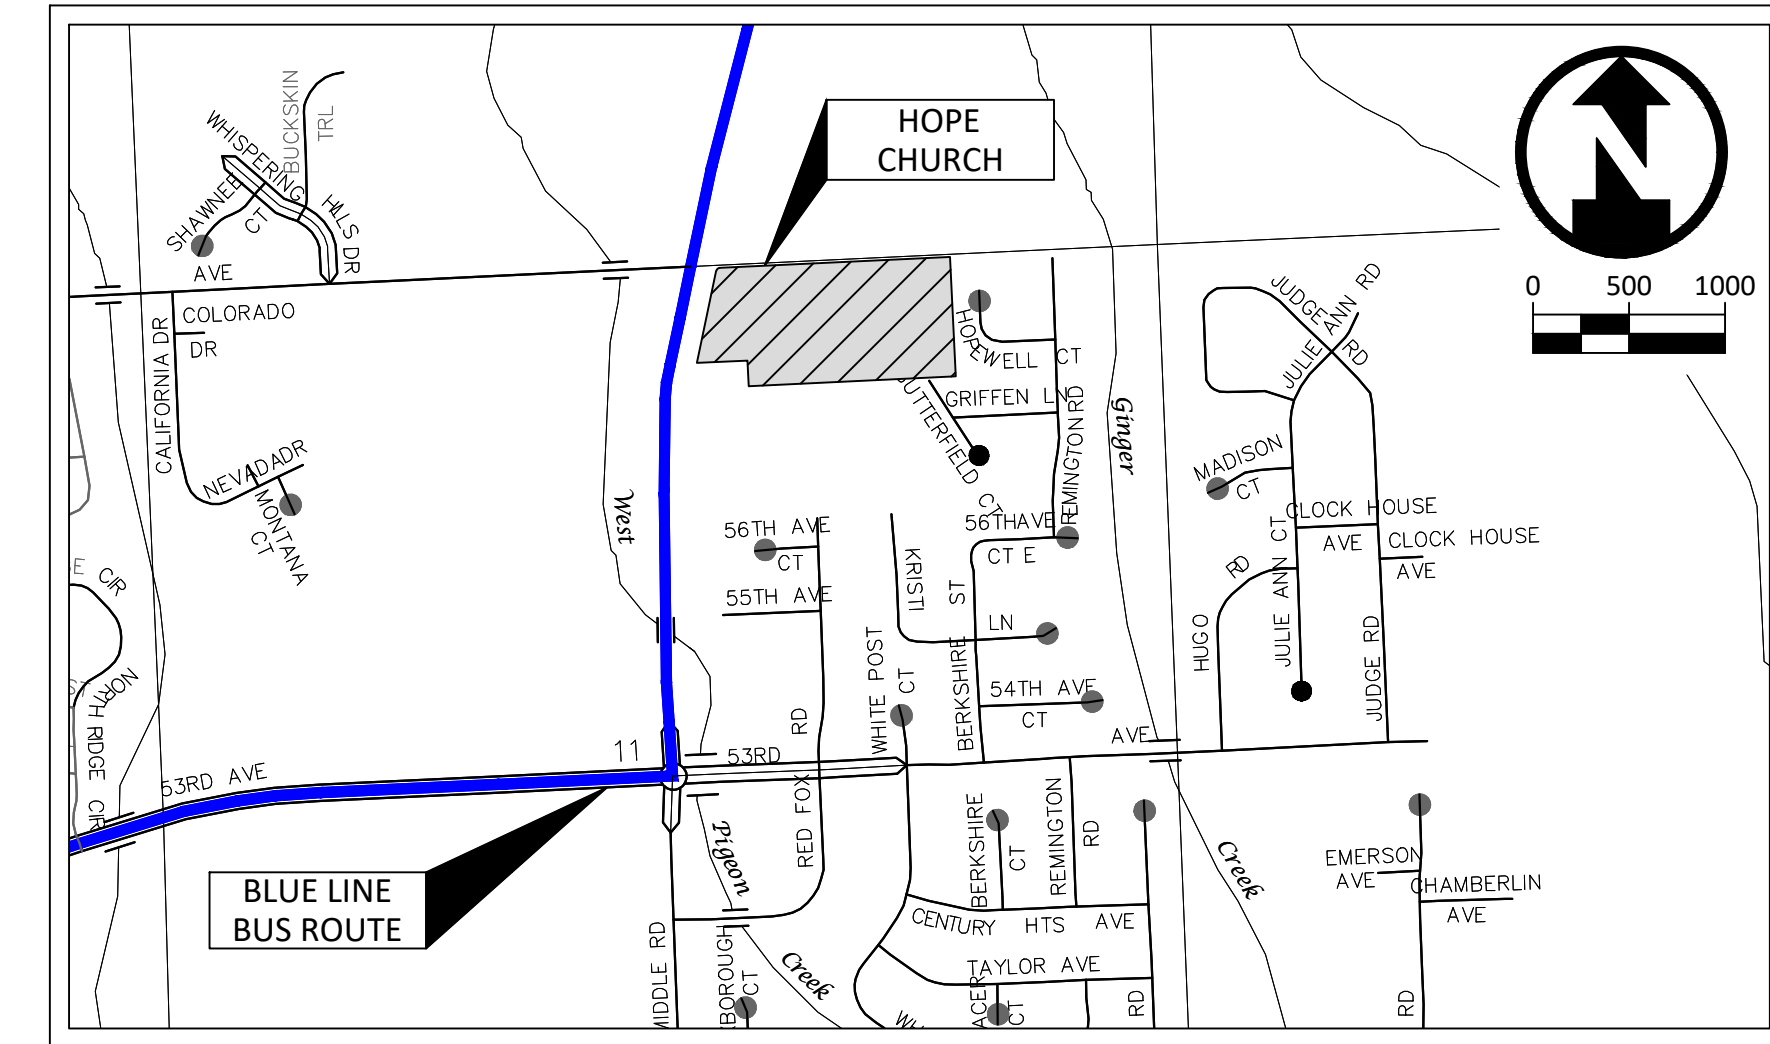 HOPE
CHURCH
N
0 500 1000
BUCKSKIN
TRL
WHISPERING
HILLS DR
SHAWNEE
CT
AVE
COLORADO
DR
CALIFORNIA DR
NEVADA DR
MONTANA
CT
HOPEWELL CT
GRIFFEN LN
BUTTERFIELD CT
REMINGTON RD
Ginger
JUDGE
RD
JULIE ANN RD
MADISON
CT
CLOCK HOUSE
AVE
CLOCK HOUSE
AVE
West
56TH AVE
CT
56TH AVE
CT E
55TH AVE
KRISTI
LN
BERKSHIRE ST
WHITE POST
CT
54TH AVE
CT
HUGO
RD
JULIE ANN CT
JUDGE RD
CIR
NORTH RDGE CIR
53RD AVE
11
53RD
AVE
RED FOX
RD
BLUE LINE
BUS ROUTE
Pigeon
Creek
MIDDLE RD
BOROUGH
CT
BERKSHIRE
CT
REMINGTON
RD
CENTURY HTS AVE
TAYLOR AVE
ACER
CT
RD
Creek
EMERSON
AVE
CHAMBERLIN
AVE
RD